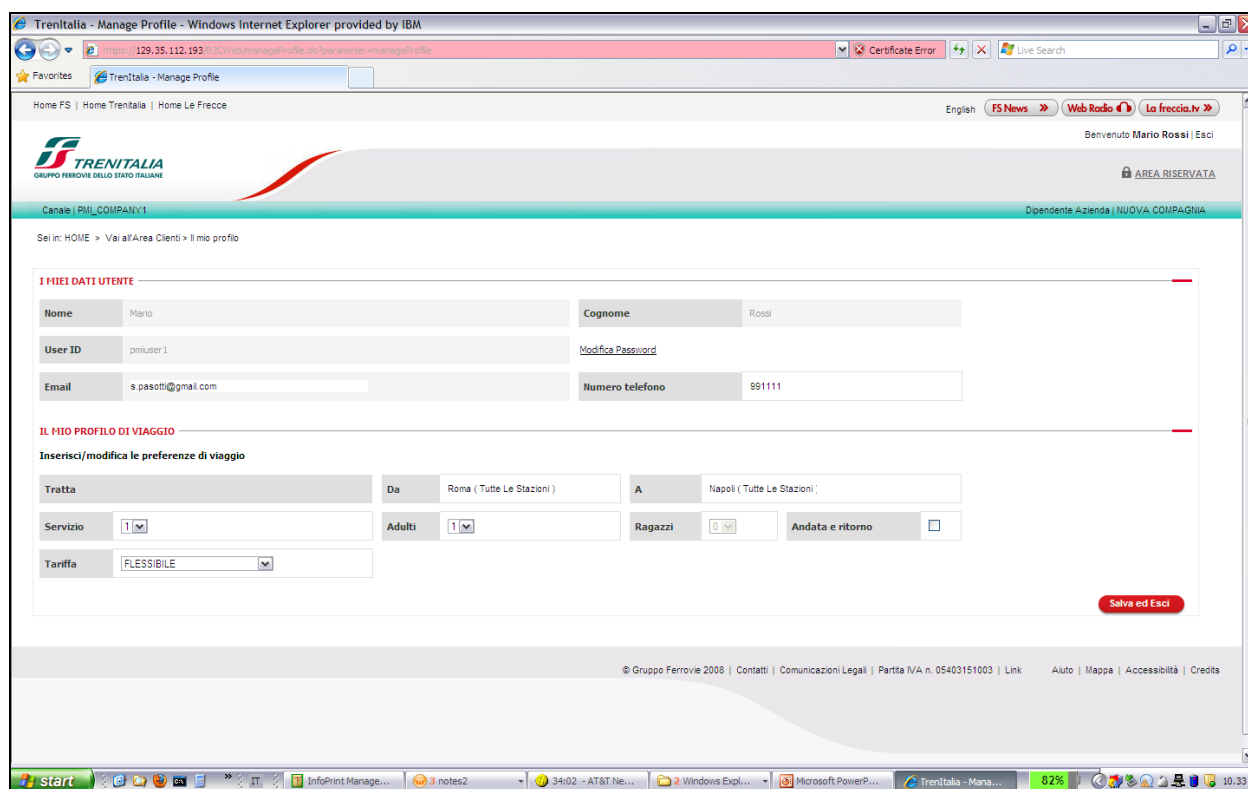 TrenItalia - Manage Profile - Windows Internet Explorer provided by IBM
https://129.35.112.193/B2CWeb/manageProfile.do?parameter=manageProfile Certificate Error Live Search
Favorites TrenItalia - Manage Profile
Home FS | Home Trenitalia | Home Le Frecce English FS News Web Radio La freccia.tv
Benvenuto Mario Rossi | Esci
TRENITALIA
GRUPPO FERROVIE DELLO STATO ITALIANE
AREA RISERVATA
Canale | PMI_COMPANY1 Dipendente Azienda | NUOVA COMPAGNIA
Sei in: HOME > Vai all'Area Clienti > Il mio profilo
I MIEI DATI UTENTE
Nome Mario Cognome Rossi
User ID pmiuser1 Modifica Password
Email s.pasotti@gmail.com Numero telefono 991111
IL MIO PROFILO DI VIAGGIO
Inserisci/modifica le preferenze di viaggio
Tratta Da Roma ( Tutte Le Stazioni ) A Napoli ( Tutte Le Stazioni
Servizio 1 Adulti 1 Ragazzi 0 Andata e ritorno
Tariffa FLESSIBILE
Salva ed Esci
© Gruppo Ferrovie 2008 | Contatti | Comunicazioni Legali | Partita IVA n. 05403151003 | Link Aiuto | Mappa | Accessibilità | Credits
start IT InfoPrint Manage... 3 notes2 34:02 - AT&T Ne... 2 Windows Expl... Microsoft PowerP... TrenItalia - Mana... 82% 10.33